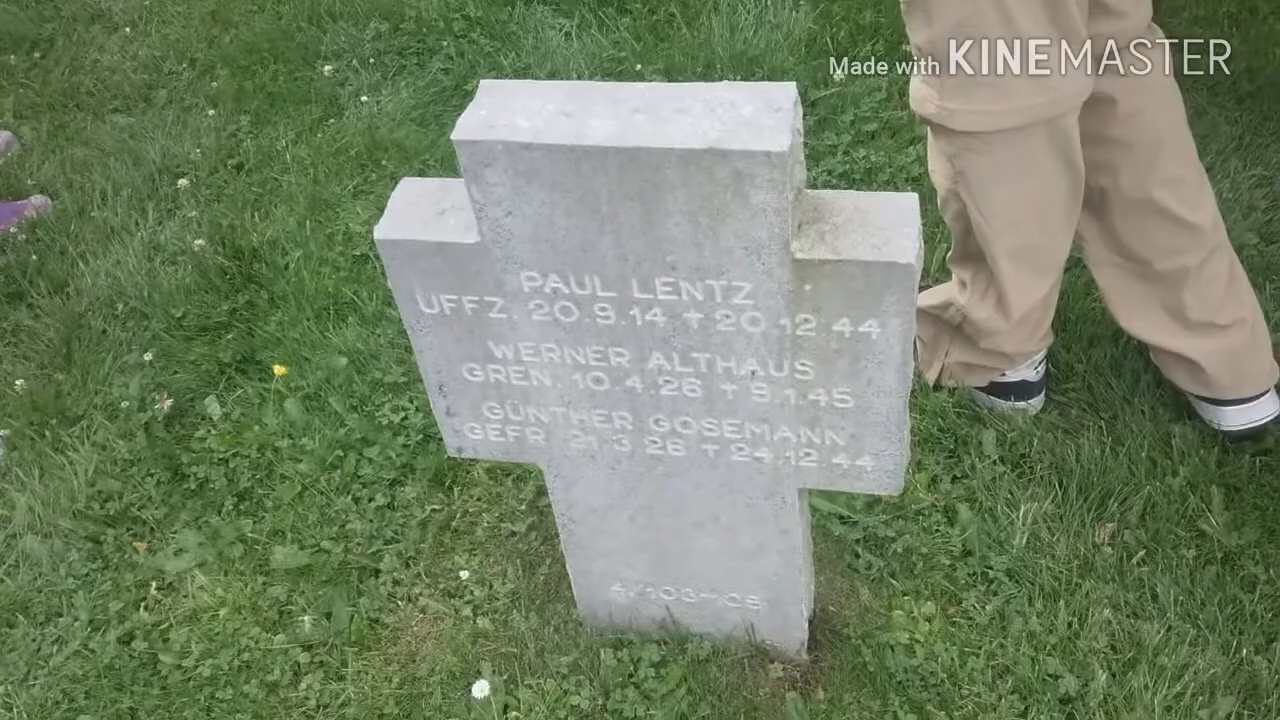 Made with KINEMASTER
PAUL LENTZ
UFFZ. 20.9.14 + 20.12.44
WERNER ALTHAUS
GREN. 10.4.26 + 9.1.45
GÜNTHER GOSEMANN
GEFR. 21.3.26 + 24.12.44